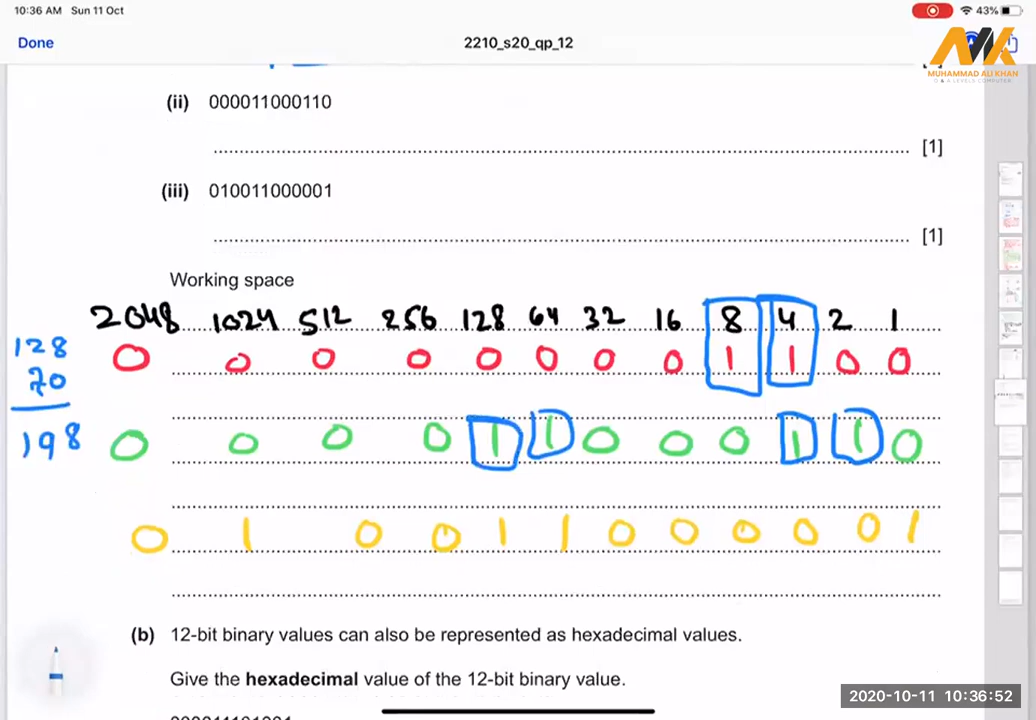 10:36 AM Sun 11 Oct
43%
Done
2210_s20_qp_12
MUHAMMAD ALI KHAN
O & A LEVELS COMPUTER
(ii) 000011000110
[1]
(iii) 010011000001
[1]
Working space
2048 1024 512 256 128 64 32 16 8 4 2 1
0 0 0 0 0 0 0 0 1 1 0 0
128
70
198
0 0 0 0 1 1 0 0 0 1 1 0
0 1 0 0 1 1 0 0 0 0 0 1
(b) 12-bit binary values can also be represented as hexadecimal values.
Give the hexadecimal value of the 12-bit binary value.
2020-10-11 10:36:52